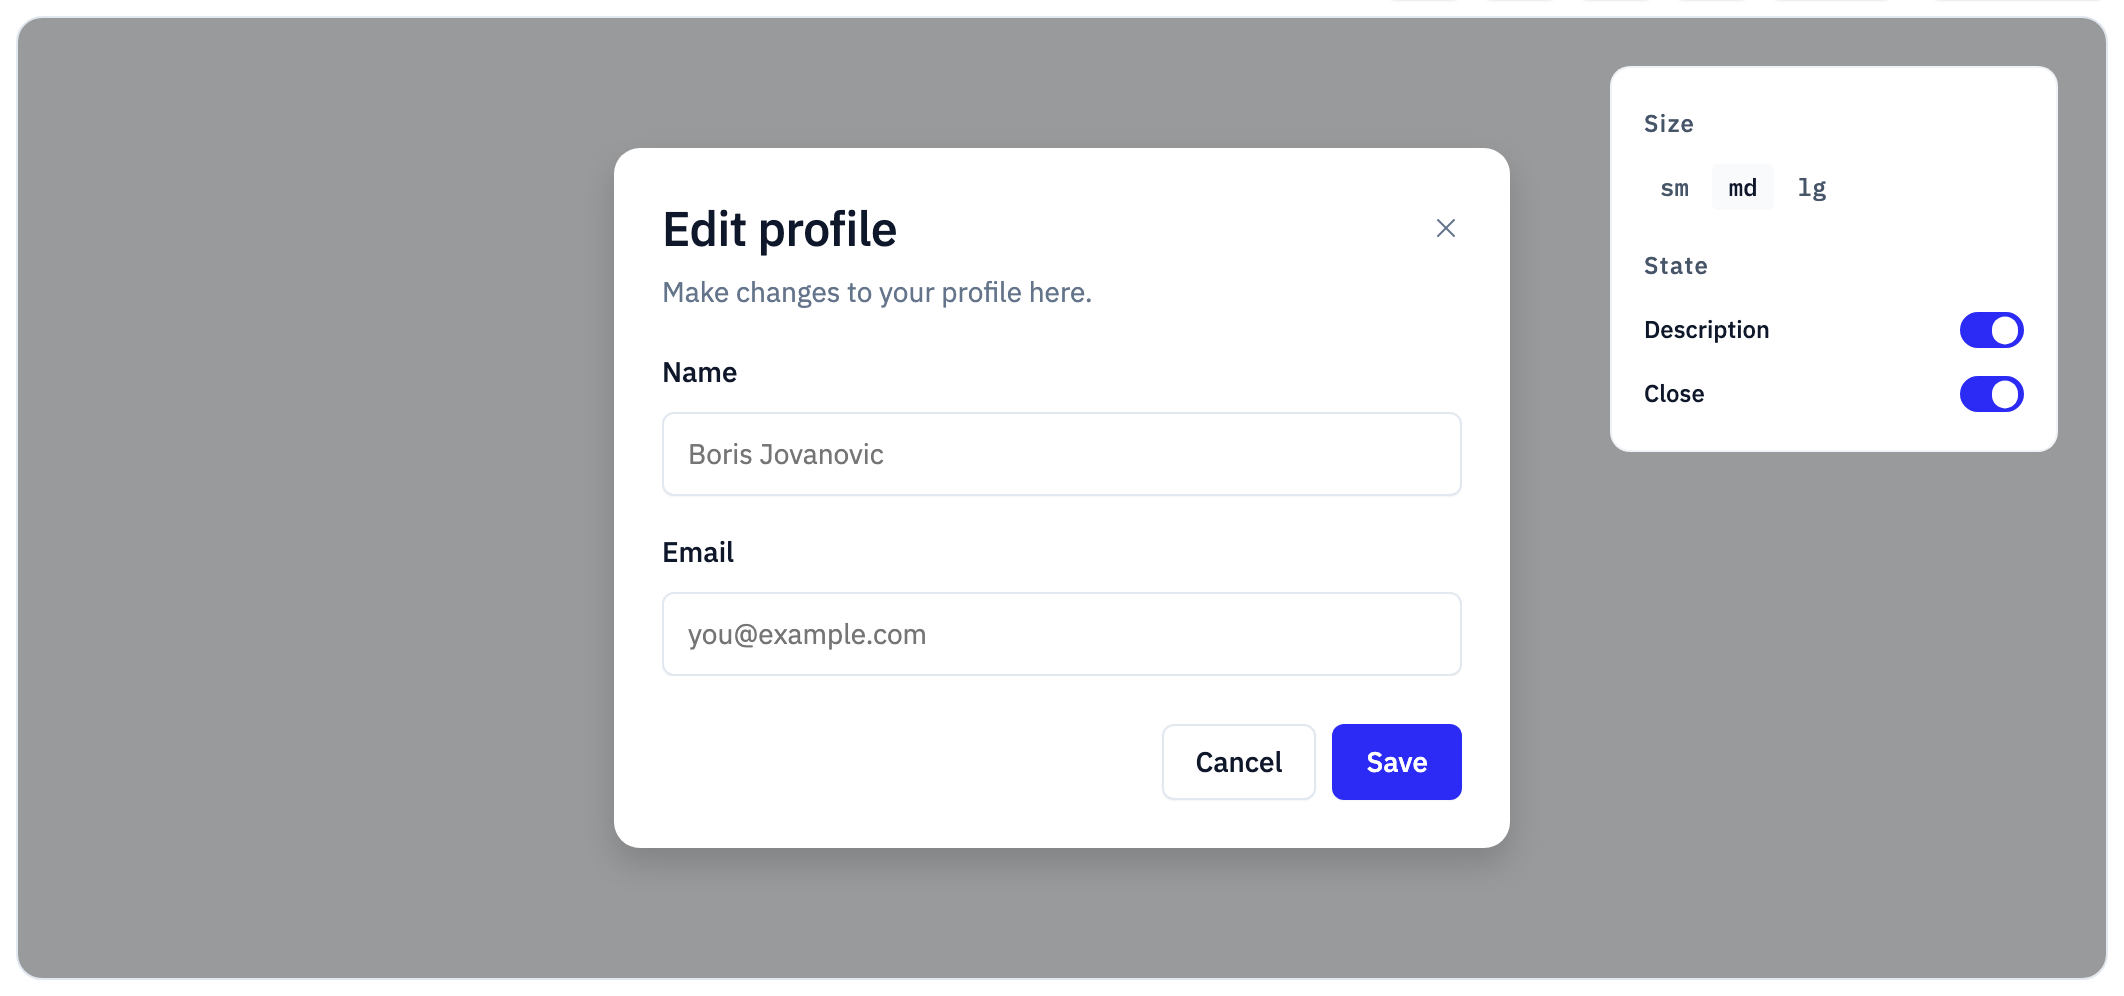 Edit profile
Make changes to your profile here.
Name
Boris Jovanovic
Email
you@example.com
Cancel Save
Size
sm md lg
State
Description
Close